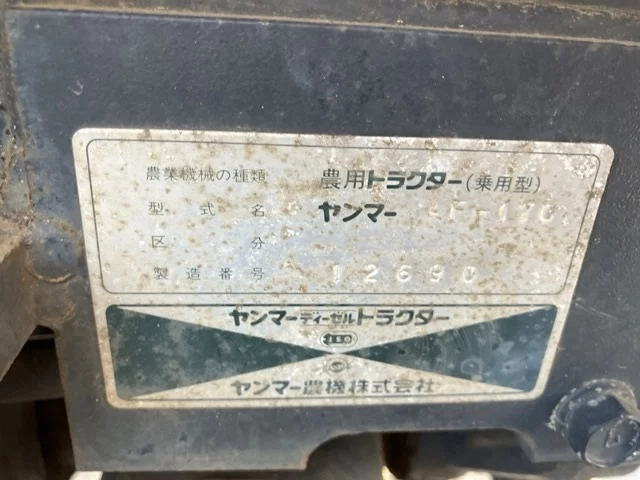 農業機械の種類 農用トラクター(乗用型)
型式名 ヤンマー
区分
製造番号 12690
ヤンマーディーゼルトラクター
ヤンマー農機株式会社